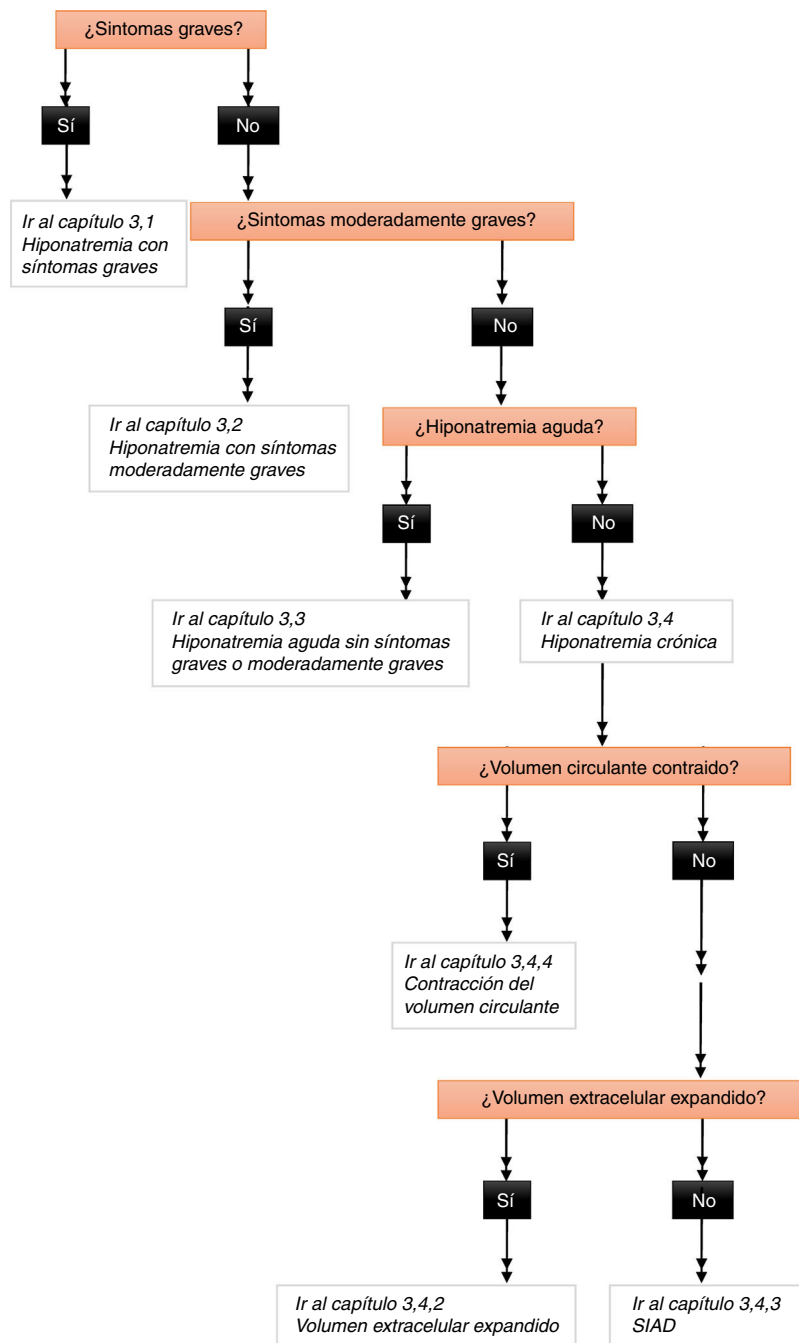 ¿Sintomas graves?
Sí
No
Ir al capítulo 3,1
Hiponatremia con
síntomas graves
¿Sintomas moderadamente graves?
Sí
No
Ir al capítulo 3,2
Hiponatremia con síntomas
moderadamente graves
¿Hiponatremia aguda?
Sí
No
Ir al capítulo 3,3
Hiponatremia aguda sin síntomas
graves o moderadamente graves
Ir al capítulo 3,4
Hiponatremia crónica
¿Volumen circulante contraido?
Sí
No
Ir al capítulo 3,4,4
Contracción del
volumen circulante
¿Volumen extracelular expandido?
Sí
No
Ir al capítulo 3,4,2
Volumen extracelular expandido
Ir al capítulo 3,4,3
SIAD